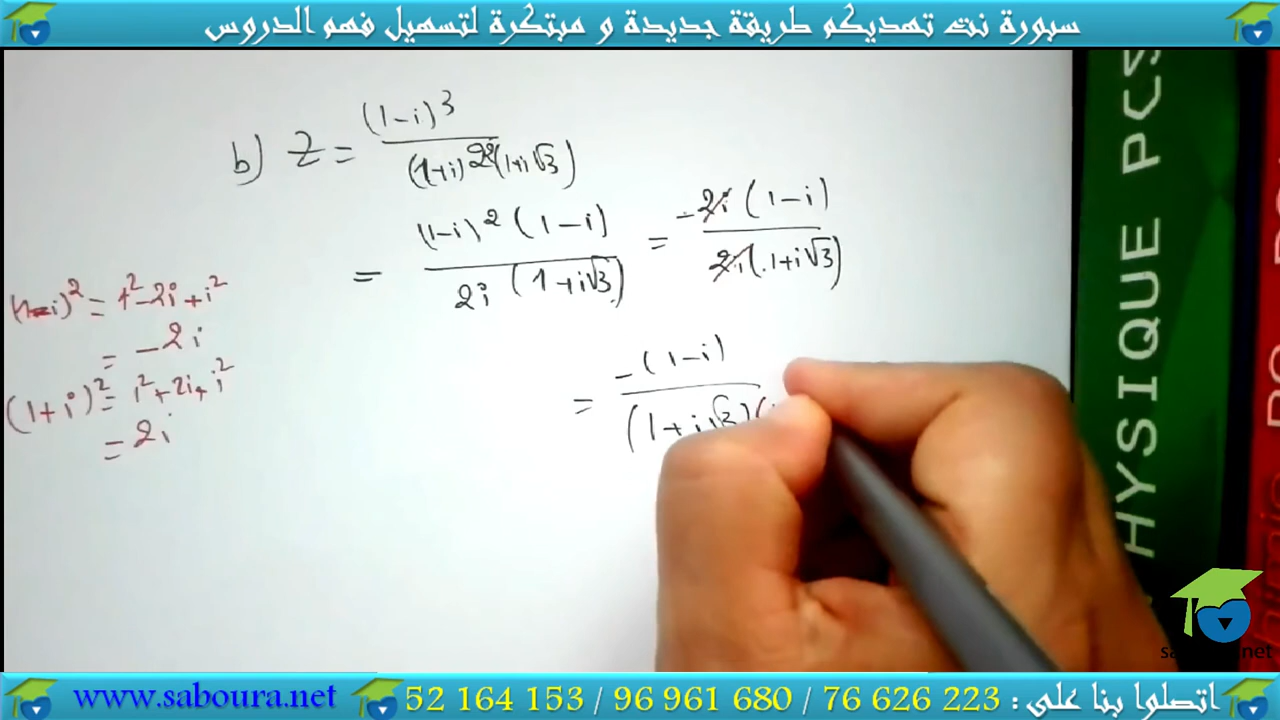 سبورة نت تهديكم طريقة جديدة و مبتكرة لتسهيل فهم الدروس
b) Z = (1-i)³ / (1+i)²(1+i√3)
= (1-i)² (1-i) / 2i (1+i√3) = -2i (1-i) / 2i(1+i√3)
= -(1-i) / (1+i√3)(
(1-i)² = 1² - 2i + i²
= -2i
(1+i)² = i² + 2i + i²
= 2i
PHYSIQUE PCS
www.saboura.net 52 164 153 / 96 961 680 / 76 626 223 : اتصلوا بنا على